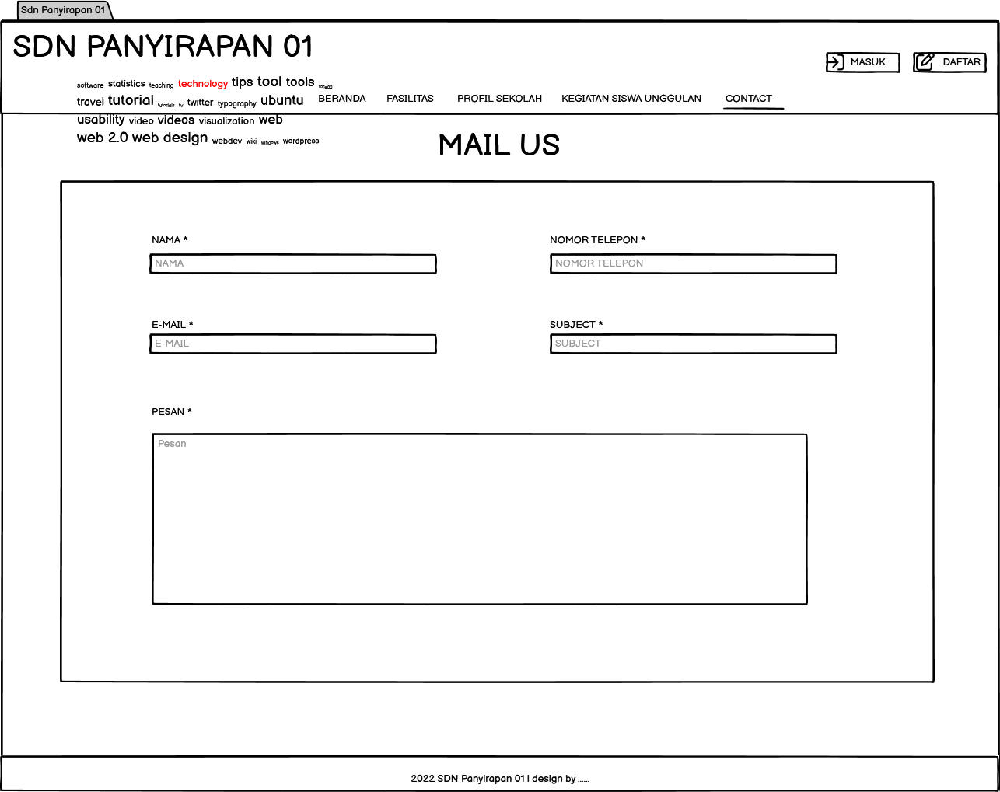 Sdn Panyirapan 01
SDN PANYIRAPAN 01
MASUK
DAFTAR
software statistics teaching technology tips tool tools
travel tutorial tutorials tv twitter typography ubuntu
usability video videos visualization web
web 2.0 web design webdev wiki windows wordpress
BERANDA
FASILITAS
PROFIL SEKOLAH
KEGIATAN SISWA UNGGULAN
CONTACT
MAIL US
NAMA *
NOMOR TELEPON *
NAMA
NOMOR TELEPON
E-MAIL *
SUBJECT *
E-MAIL
SUBJECT
PESAN *
Pesan
2022 SDN Panyirapan 01 | design by ......